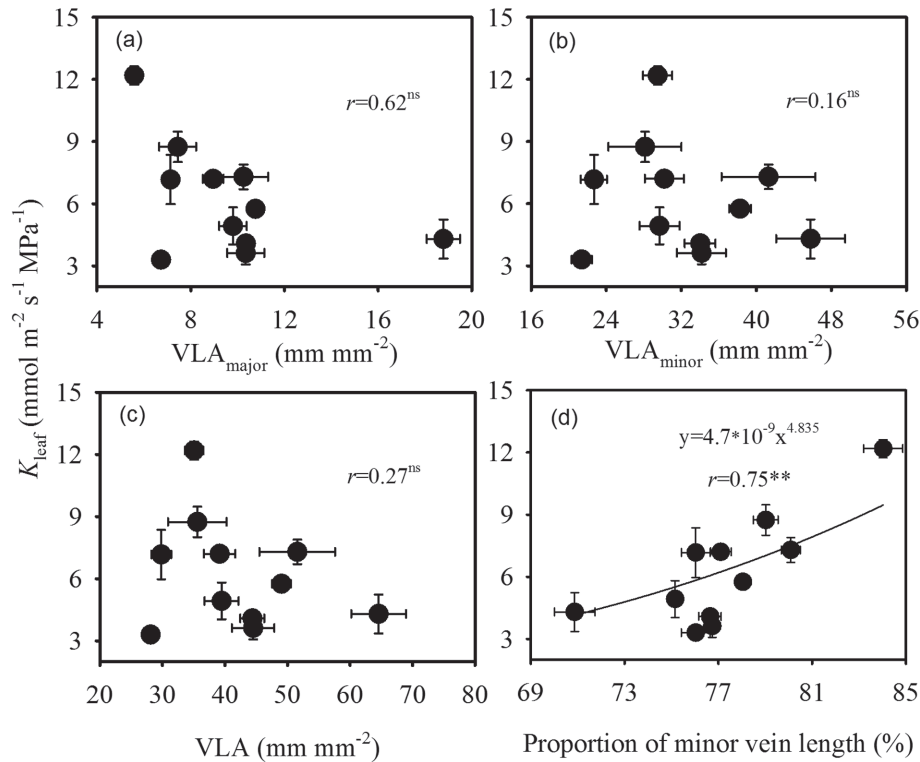 K_leaf (mmol m⁻² s⁻¹ MPa⁻¹)
(a)
r=0.62ⁿˢ
15
12
9
6
3
4 8 12 16 20
VLA_major (mm mm⁻²)
(b)
r=0.16ⁿˢ
15
12
9
6
3
16 24 32 40 48 56
VLA_minor (mm mm⁻²)
(c)
r=0.27ⁿˢ
15
12
9
6
3
20 30 40 50 60 70 80
VLA (mm mm⁻²)
(d)
y=4.7*10⁻⁹x⁴·⁸³⁵
r=0.75**
15
12
9
6
3
69 73 77 81 85
Proportion of minor vein length (%)